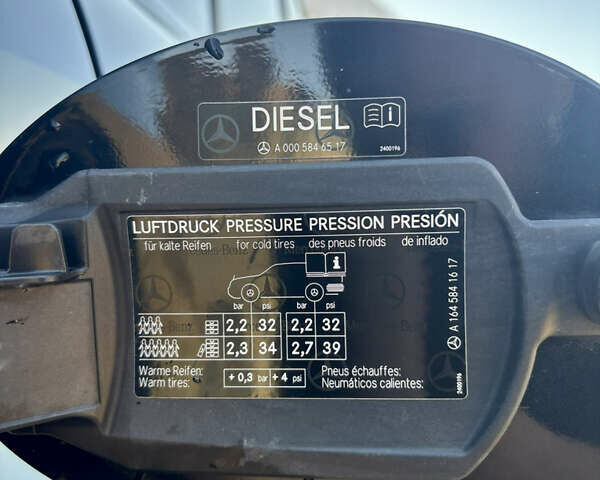 DIESEL
A 000 584 65 17
2400196
LUFTDRUCK PRESSURE PRESSION PRESIÓN
für kalte Reifen for cold tires des pneus froids de inflado
i
bar psi bar psi
2,2 32 2,2 32
2,3 34 2,7 39
Warme Reifen: Pneus échauffes:
Warm tires: + 0,3 bar + 4 psi Neumáticos calientes:
A 164 584 16 17
2400196